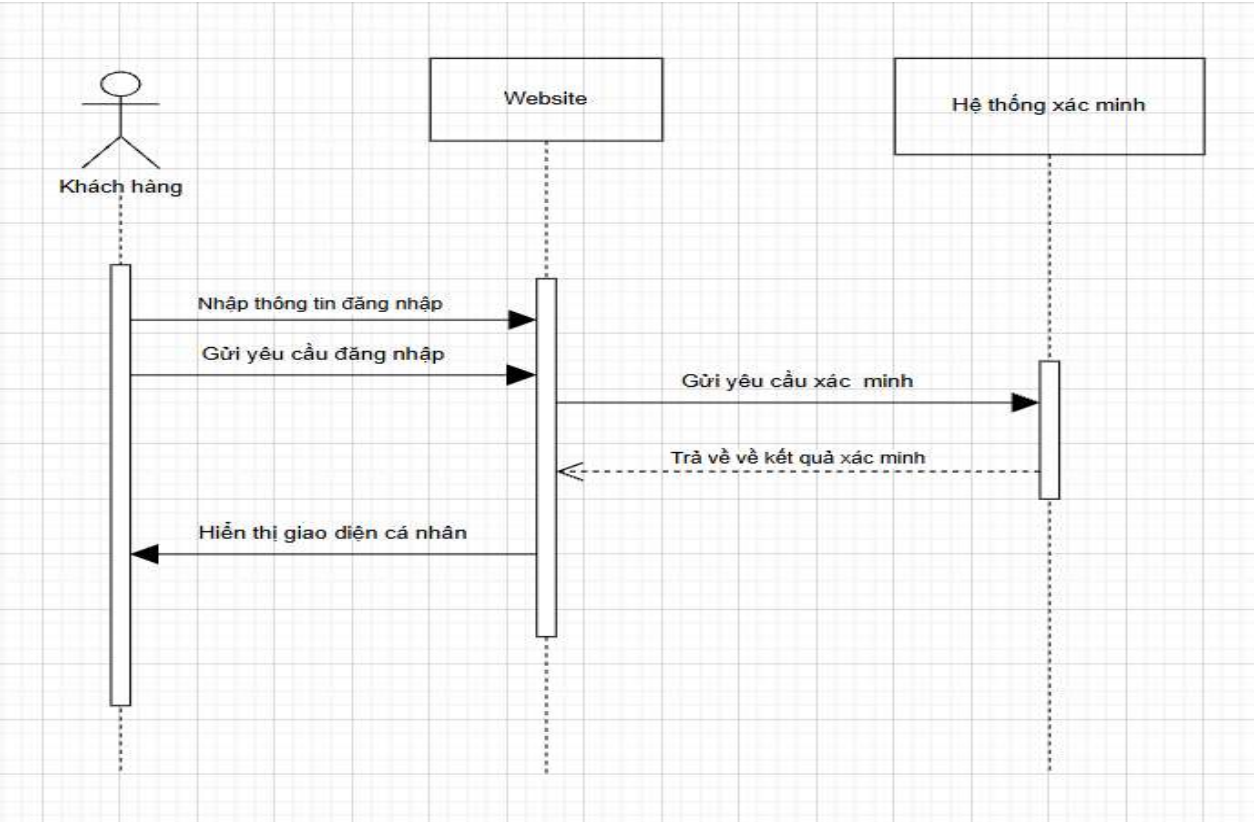 Website
Hệ thống xác minh
Khách hàng
Nhập thông tin đăng nhập
Gửi yêu cầu đăng nhập
Gửi yêu cầu xác minh
Trả về về kết quả xác minh
Hiển thị giao diện cá nhân